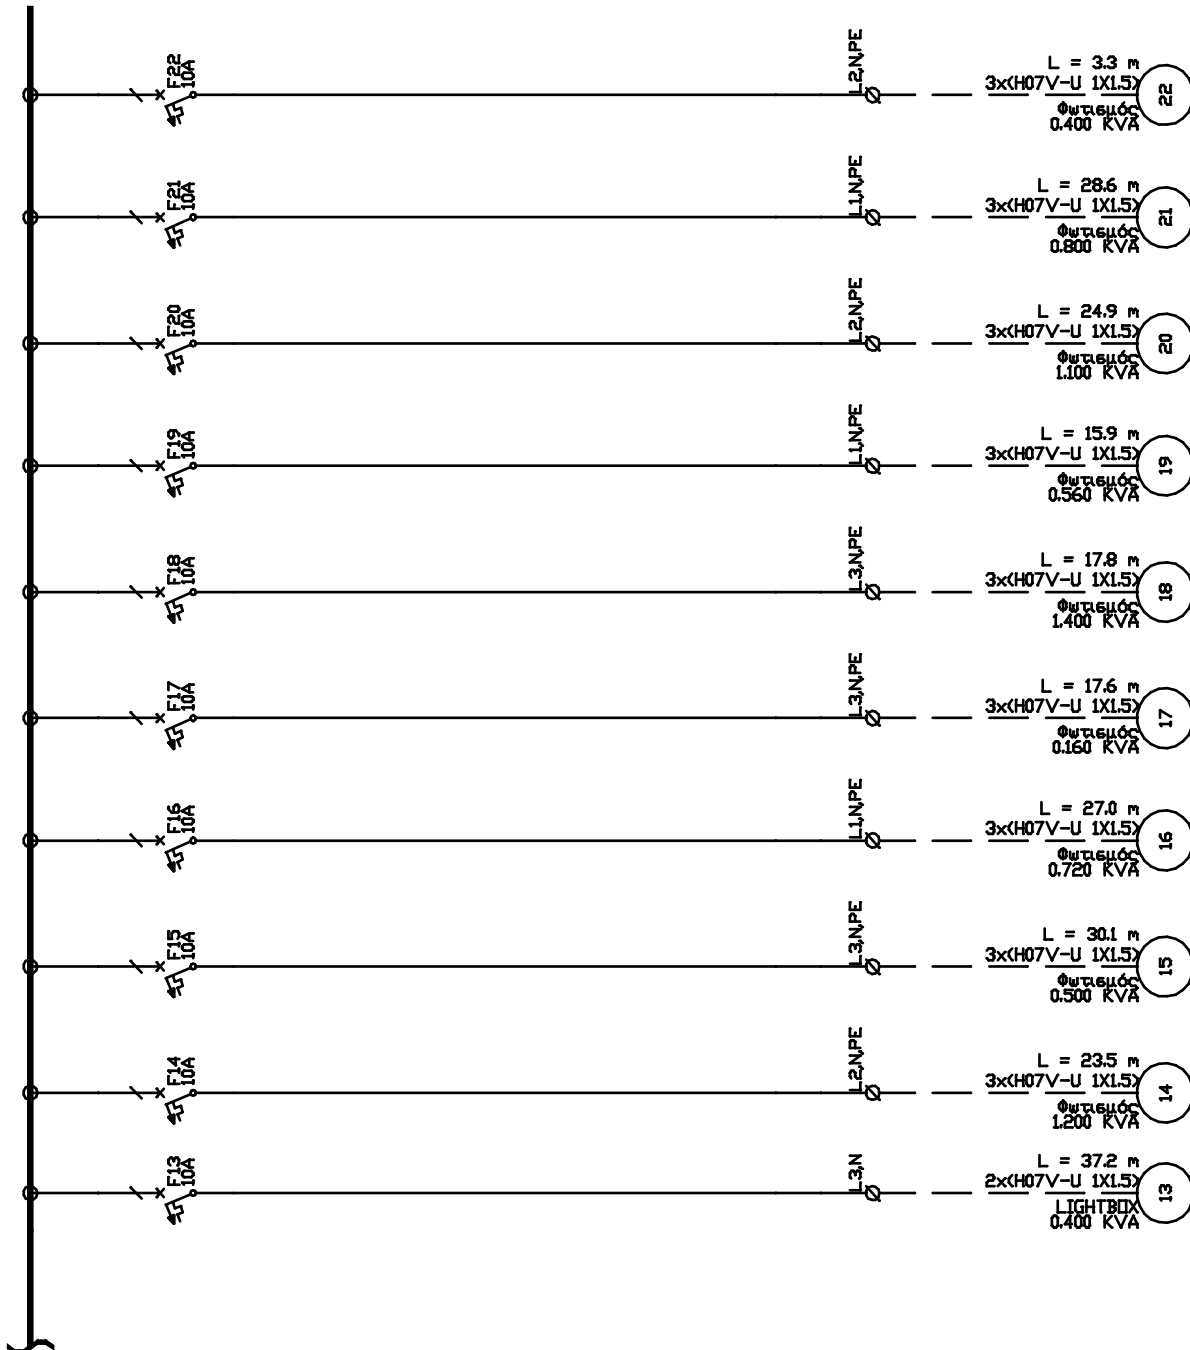 F22
10A
L2,N,PE
L = 3.3 m
3x(H07V-U 1X1.5)
Φωτισμός
0.400 KVA
22
F21
10A
L1,N,PE
L = 28.6 m
3x(H07V-U 1X1.5)
Φωτισμός
0.800 KVA
21
F20
10A
L2,N,PE
L = 24.9 m
3x(H07V-U 1X1.5)
Φωτισμός
1.100 KVA
20
F19
10A
L1,N,PE
L = 15.9 m
3x(H07V-U 1X1.5)
Φωτισμός
0.560 KVA
19
F18
10A
L3,N,PE
L = 17.8 m
3x(H07V-U 1X1.5)
Φωτισμός
1.400 KVA
18
F17
10A
L3,N,PE
L = 17.6 m
3x(H07V-U 1X1.5)
Φωτισμός
0.160 KVA
17
F16
10A
L1,N,PE
L = 27.0 m
3x(H07V-U 1X1.5)
Φωτισμός
0.720 KVA
16
F15
10A
L3,N,PE
L = 30.1 m
3x(H07V-U 1X1.5)
Φωτισμός
0.500 KVA
15
F14
10A
L2,N,PE
L = 23.5 m
3x(H07V-U 1X1.5)
Φωτισμός
1.200 KVA
14
F13
10A
L3,N
L = 37.2 m
2x(H07V-U 1X1.5)
LIGHTBOX
0.400 KVA
13